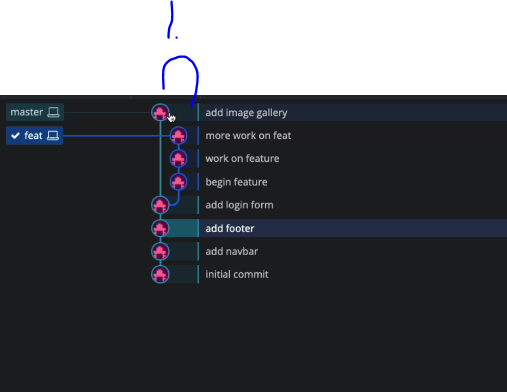 master add image gallery
feat more work on feat
work on feature
begin feature
add login form
add footer
add navbar
initial commit